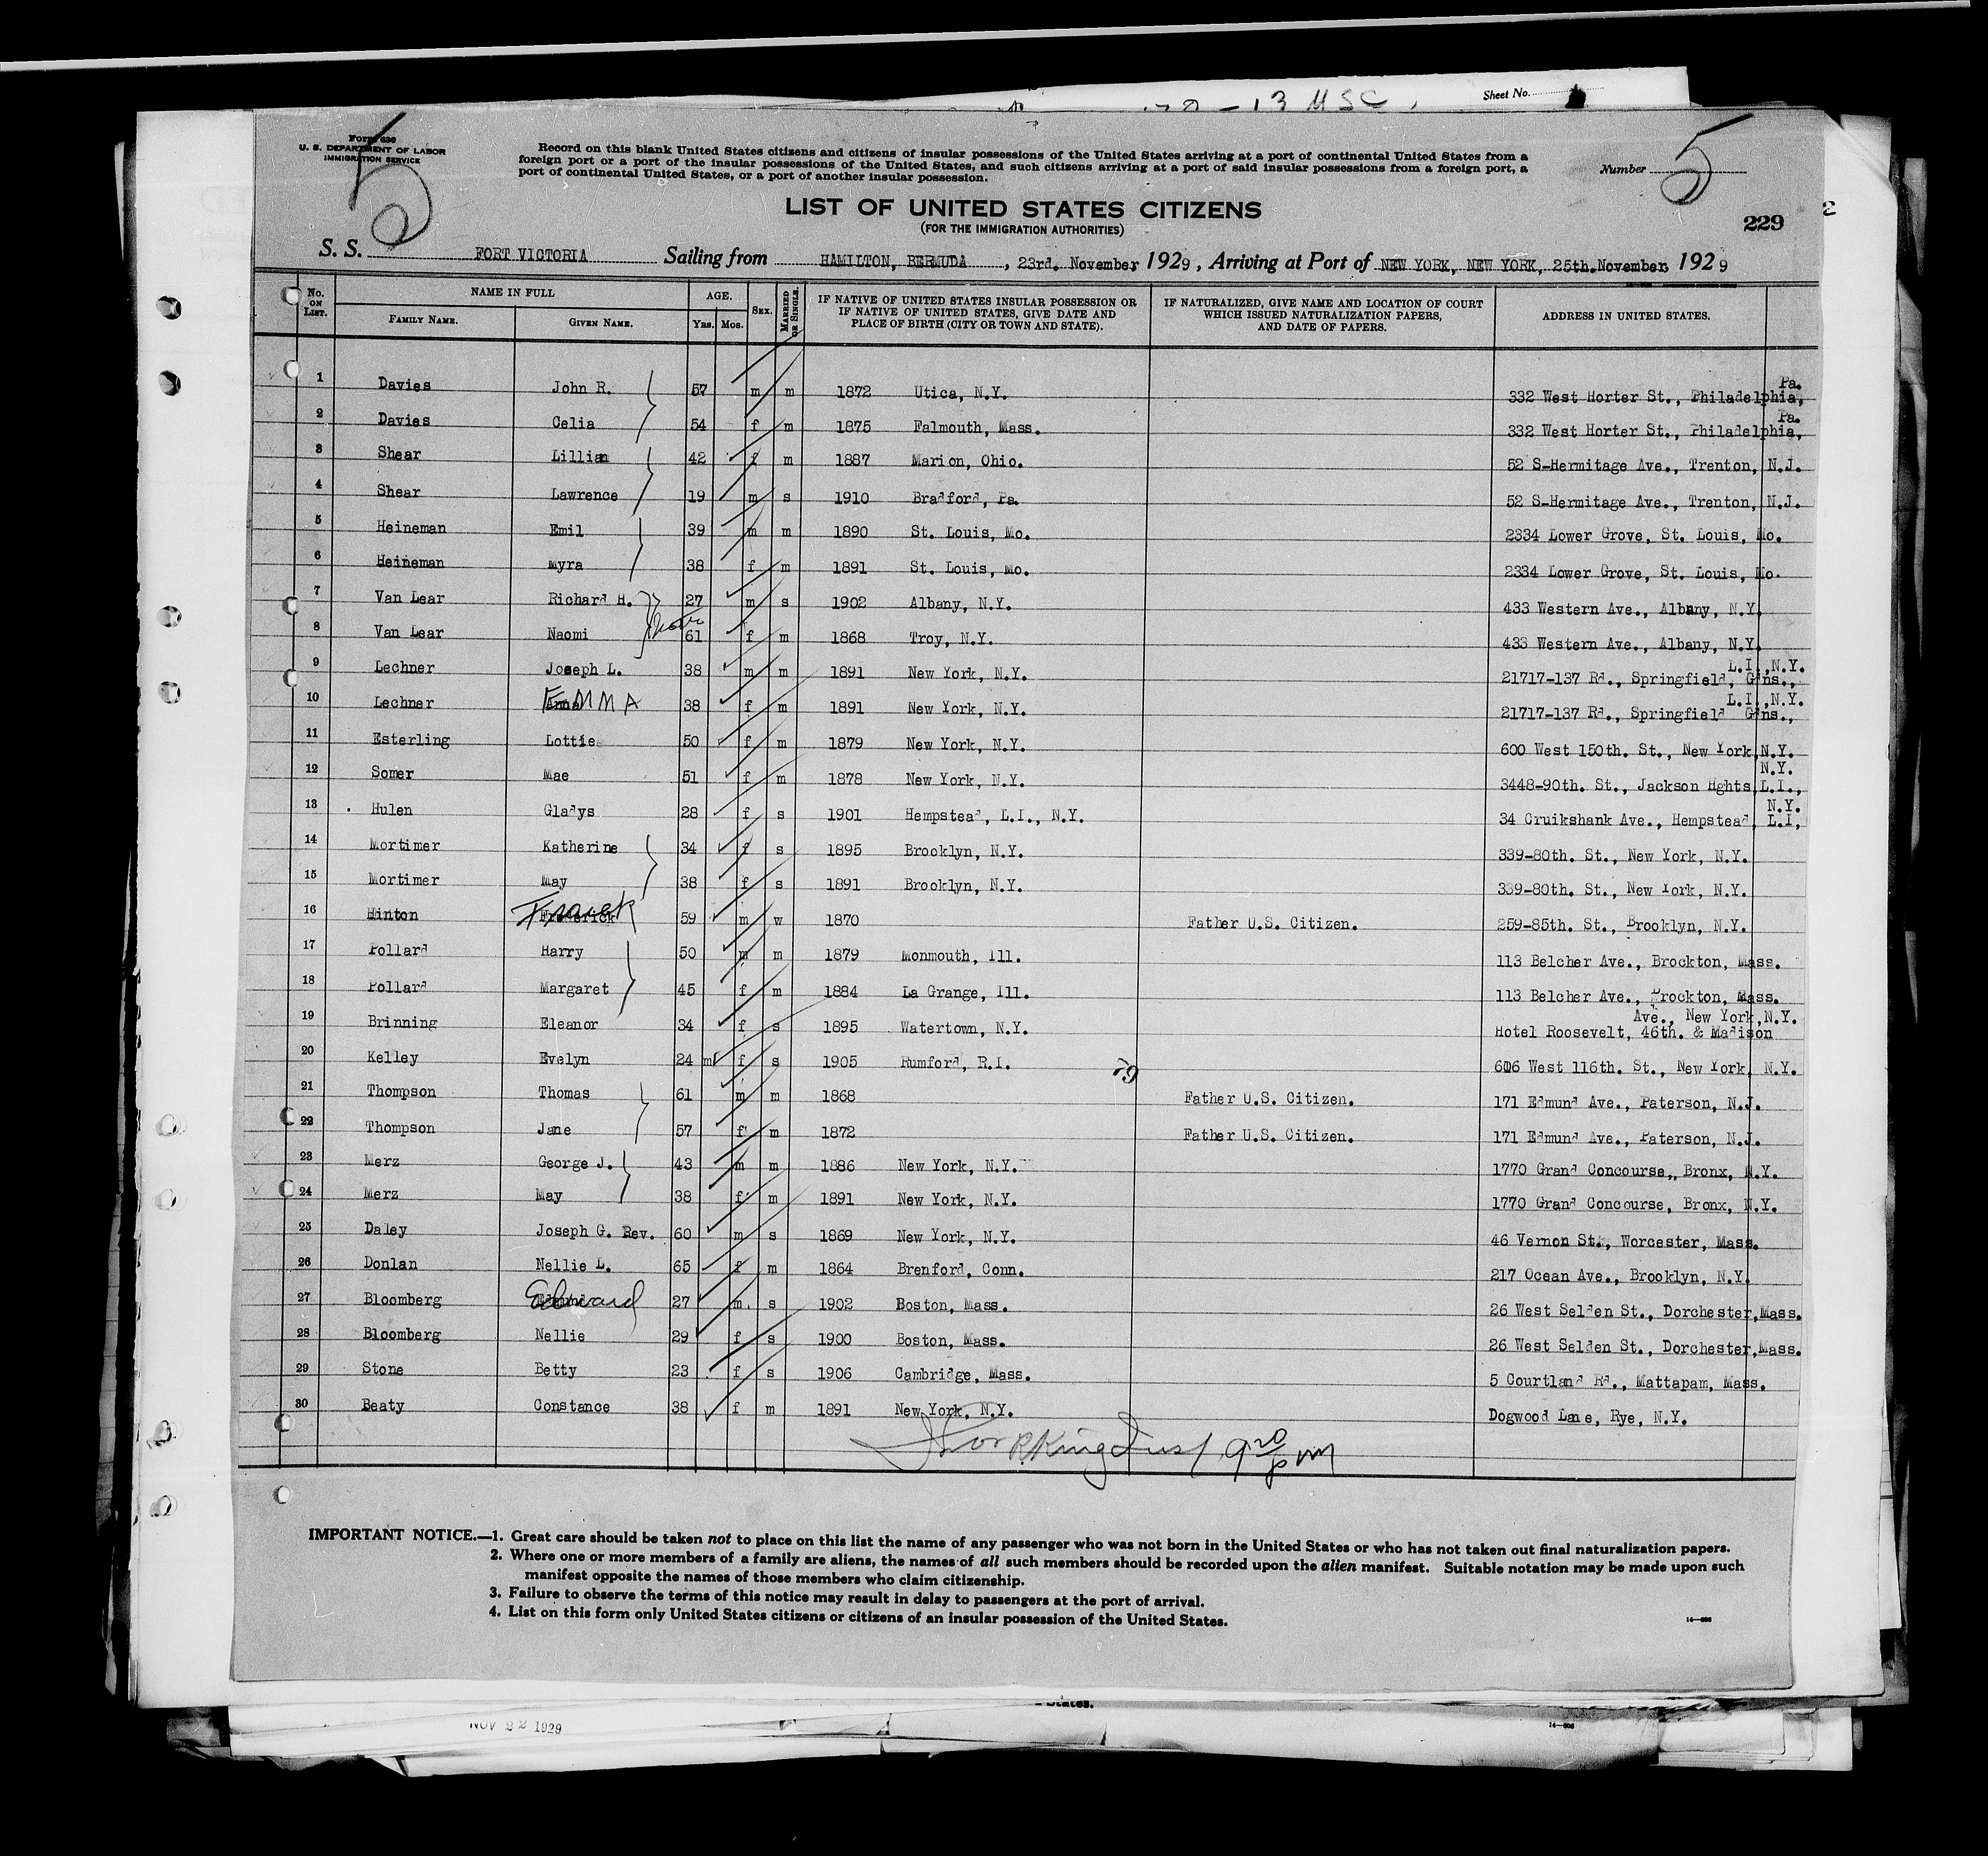 Sheet No.
13 MSC.
Form 630
U. S. DEPARTMENT OF LABOR
IMMIGRATION SERVICE
5
Record on this blank United States citizens and citizens of insular possessions of the United States arriving at a port of continental United States from a
foreign port or a port of the insular possessions of the United States, and such citizens arriving at a port of said insular possessions from a foreign port, a
port of continental United States, or a port of another insular possession.
Number 5
LIST OF UNITED STATES CITIZENS
(FOR THE IMMIGRATION AUTHORITIES)
229
S. S. FORT VICTORIA Sailing from HAMILTON, BERMUDA, 23rd. November, 1929, Arriving at Port of NEW YORK, NEW YORK, 25th.November, 1929
No. ON LIST. NAME IN FULL FAMILY NAME. GIVEN NAME. AGE. Yrs. Mos. SEX. MARRIED OR SINGLE. IF NATIVE OF UNITED STATES INSULAR POSSESSION OR IF NATIVE OF UNITED STATES, GIVE DATE AND PLACE OF BIRTH (CITY OR TOWN AND STATE). IF NATURALIZED, GIVE NAME AND LOCATION OF COURT WHICH ISSUED NATURALIZATION PAPERS, AND DATE OF PAPERS. ADDRESS IN UNITED STATES.
1 Davies John R. 57 m m 1872 Utica, N.Y. 332 West Horter St., Philadelphia, Pa.
2 Davies Celia 54 f m 1875 Falmouth, Mass. 332 West Horter St., Philadelphia, Pa.
3 Shear Lillian 42 f m 1887 Marion, Ohio. 52 S-Hermitage Ave., Trenton, N.J.
4 Shear Lawrence 19 m s 1910 Bradford, Pa. 52 S-Hermitage Ave., Trenton, N.J.
5 Heineman Emil 39 m m 1890 St. Louis, Mo. 2334 Lower Grove, St. Louis, Mo.
6 Heineman Myra 38 f m 1891 St. Louis, Mo. 2334 Lower Grove, St. Louis, Mo.
7 Van Lear Richard H. 27 m s 1902 Albany, N.Y. 433 Western Ave., Albany, N.Y.
8 Van Lear Naomi 61 f m 1868 Troy, N.Y. 433 Western Ave., Albany, N.Y.
9 Lechner Joseph L. 38 m m 1891 New York, N.Y. 21717-137 Rd., Springfield, Gdns., L.I.,N.Y.
10 Lechner EMMA 38 f m 1891 New York, N.Y. 21717-137 Rd., Springfield Gdns., L.I.,N.Y.
11 Esterling Lottie 50 f m 1879 New York, N.Y. 600 West 150th. St., New York,N.Y.
12 Somer Mae 51 f m 1878 New York, N.Y. 3448-90th. St., Jackson Hghts,L.I., N.Y.
13 Hulen Gladys 28 f s 1901 Hempstead, L.I., N.Y. 34 Cruikshank Ave., Hempstead, L.I, N.Y.
14 Mortimer Katherine 34 f s 1895 Brooklyn, N.Y. 339-80th. St., New York, N.Y.
15 Mortimer May 38 f s 1891 Brooklyn, N.Y. 339-80th. St., New York, N.Y.
16 Hinton Frederick Frank 59 m w 1870 Father U.S. Citizen. 259-85th. St., Brooklyn, N.Y.
17 Pollard Harry 50 m m 1879 Monmouth, Ill. 113 Belcher Ave., Brockton, Mass.
18 Pollard Margaret 45 f m 1884 La Grange, Ill. 113 Belcher Ave., Brockton, Mass.
19 Brinning Eleanor 34 f s 1895 Watertown, N.Y. Hotel Roosevelt, 46th. & Madison Ave., New York,N.Y.
20 Kelley Evelyn 24 m f s 1905 Rumford, R.I. 79 606 West 116th. St., New York, N.Y.
21 Thompson Thomas 61 m m 1868 Father U.S. Citizen. 171 Edmund Ave., Paterson, N.J.
22 Thompson Jane 57 f m 1872 Father U.S. Citizen. 171 Edmund Ave., Paterson, N.J.
23 Merz George J. 43 m m 1886 New York, N.Y. 1770 Grand Concourse, Bronx, N.Y.
24 Merz May 38 f m 1891 New York, N.Y. 1770 Grand Concourse, Bronx, N.Y.
25 Daley Joseph G. Rev. 60 m s 1869 New York, N.Y. 46 Vernon St., Worcester, Mass.
26 Donlan Nellie L. 65 f m 1864 Brenford, Conn. 217 Ocean Ave., Brooklyn, N.Y.
27 Bloomberg Edward 27 m. s 1902 Boston, Mass. 26 West Selden St., Dorchester,Mass.
28 Bloomberg Nellie 29 f s 1900 Boston, Mass. 26 West Selden St., Dorchester,Mass.
29 Stone Betty 23 f s 1906 Cambridge, Mass. 5 Courtland Rd., Mattapam, Mass.
30 Beaty Constance 38 f m 1891 New York, N.Y. Dogwood Lane, Rye, N.Y.
9 20 pm
IMPORTANT NOTICE.—1. Great care should be taken not to place on this list the name of any passenger who was not born in the United States or who has not taken out final naturalization papers.
2. Where one or more members of a family are aliens, the names of all such members should be recorded upon the alien manifest. Suitable notation may be made upon such
manifest opposite the names of those members who claim citizenship.
3. Failure to observe the terms of this notice may result in delay to passengers at the port of arrival.
4. List on this form only United States citizens or citizens of an insular possession of the United States.
14—606
States.
NOV 22 1929
14—606